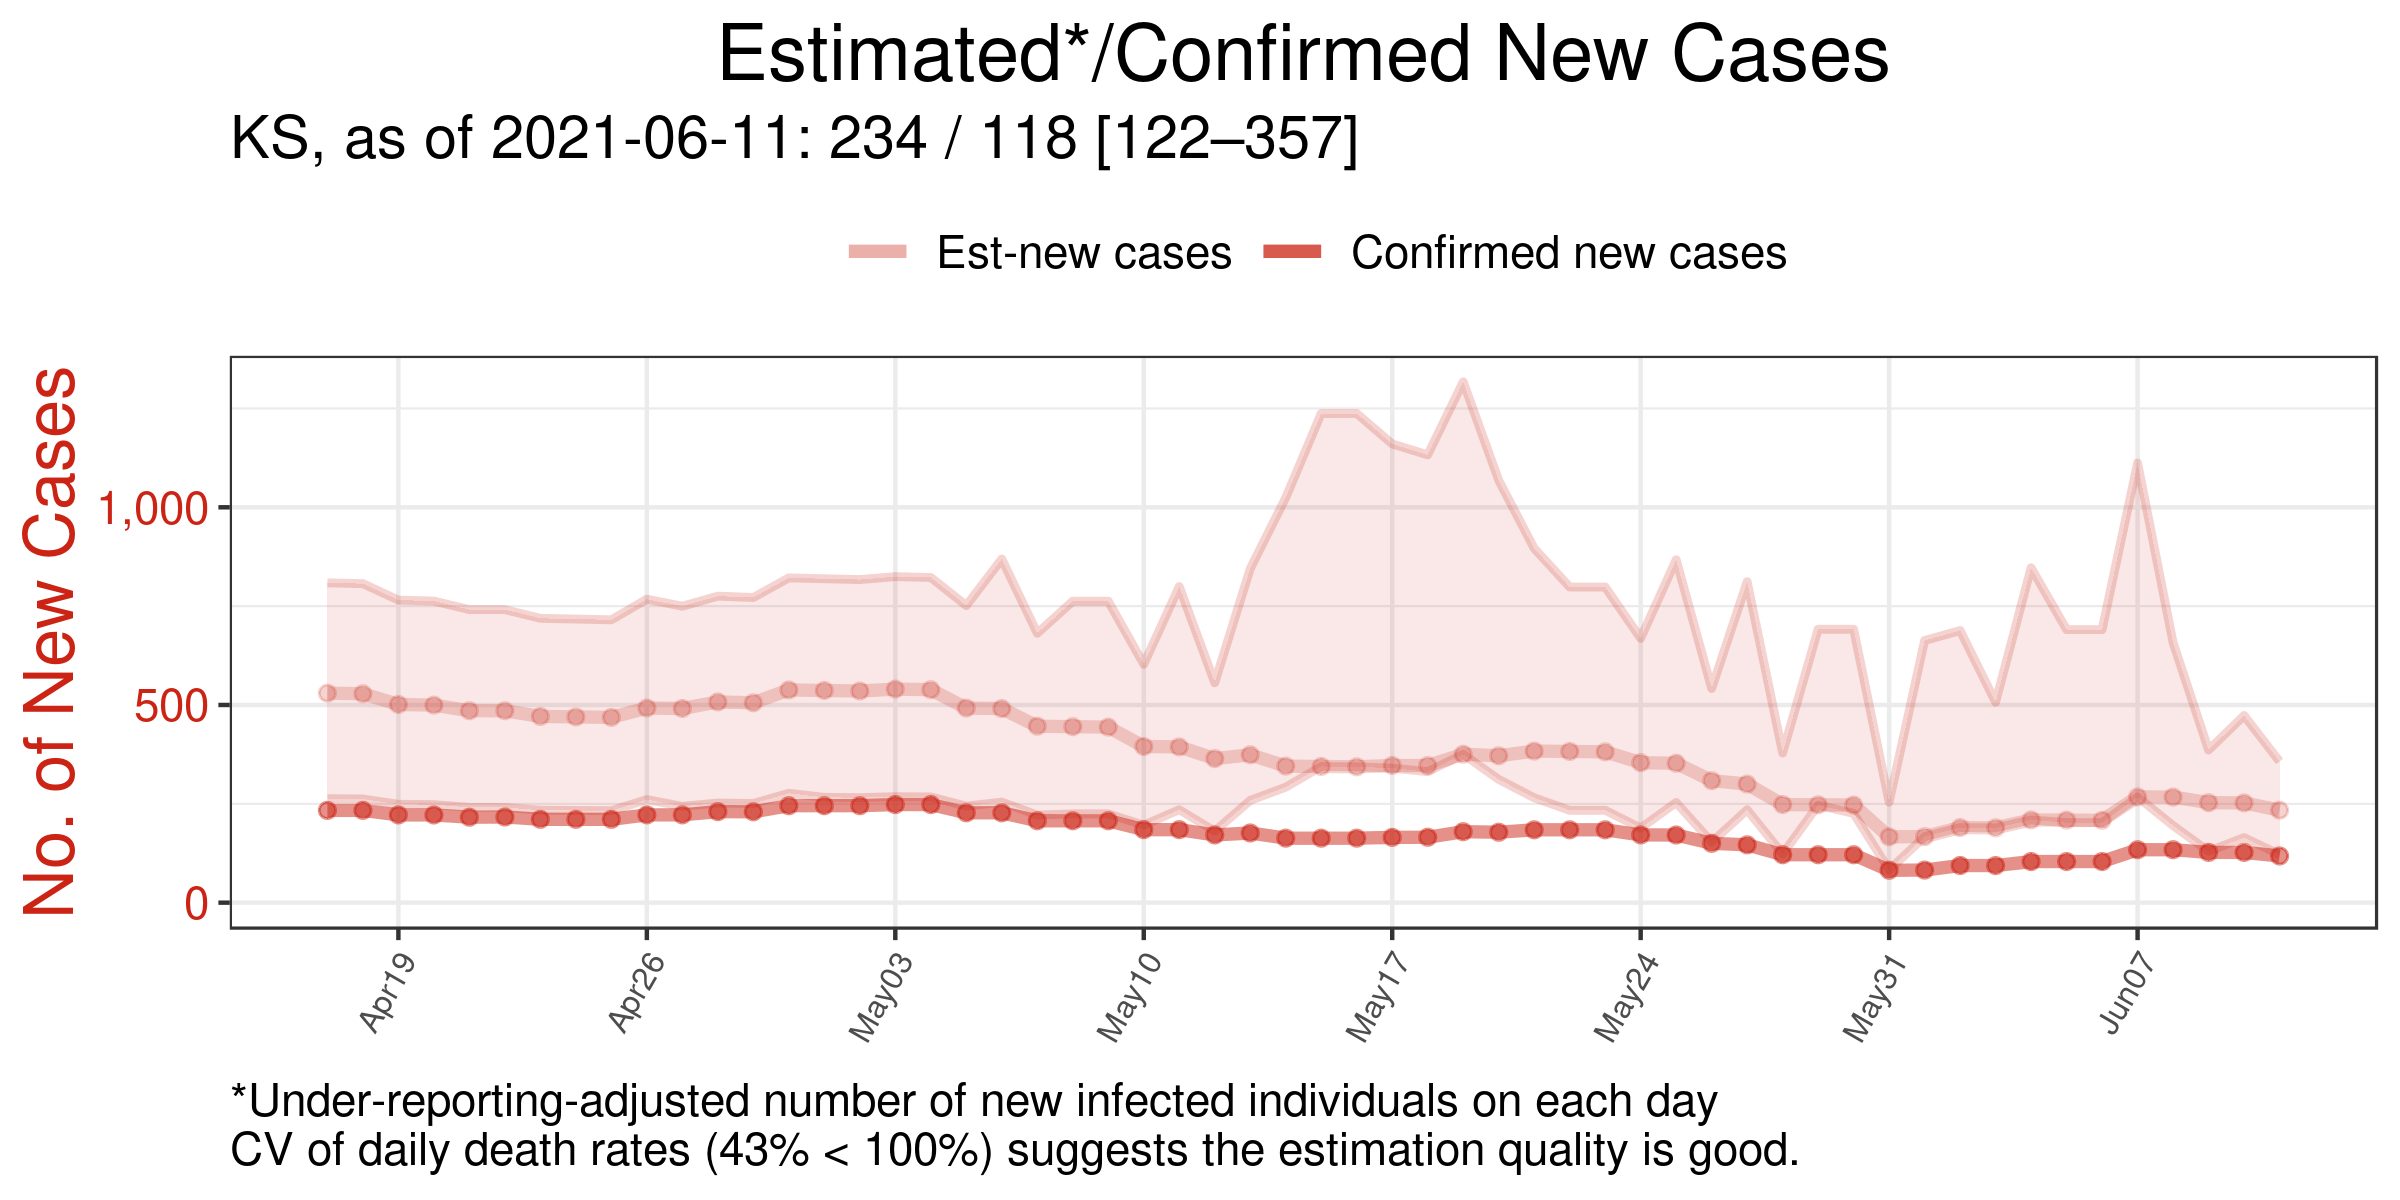 Estimated*/Confirmed New Cases
KS, as of 2021-06-11: 234 / 118 [122–357]
Est-new cases
Confirmed new cases
No. of New Cases
1,000
500
0
Apr19
Apr26
May03
May10
May17
May24
May31
Jun07
*Under-reporting-adjusted number of new infected individuals on each day
CV of daily death rates (43% < 100%) suggests the estimation quality is good.